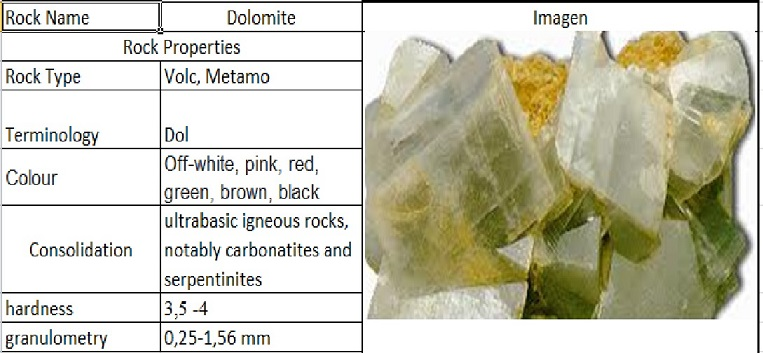 Rock Name Dolomite Imagen
Rock Properties
Rock Type Volc, Metamo
Terminology Dol
Colour Off-white, pink, red,
green, brown, black
Consolidation ultrabasic igneous rocks,
notably carbonatites and
serpentinites
hardness 3,5 -4
granulometry 0,25-1,56 mm